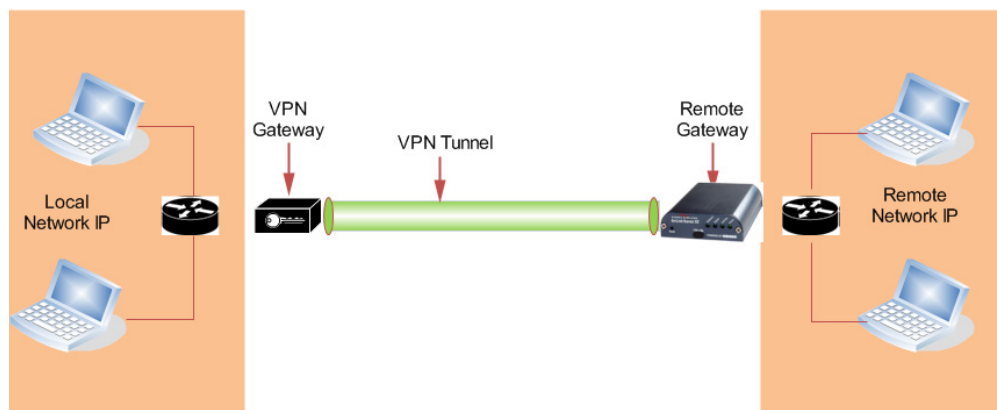 VPN
Gateway
VPN Tunnel
Remote
Gateway
Local
Network IP
Remote
Network IP